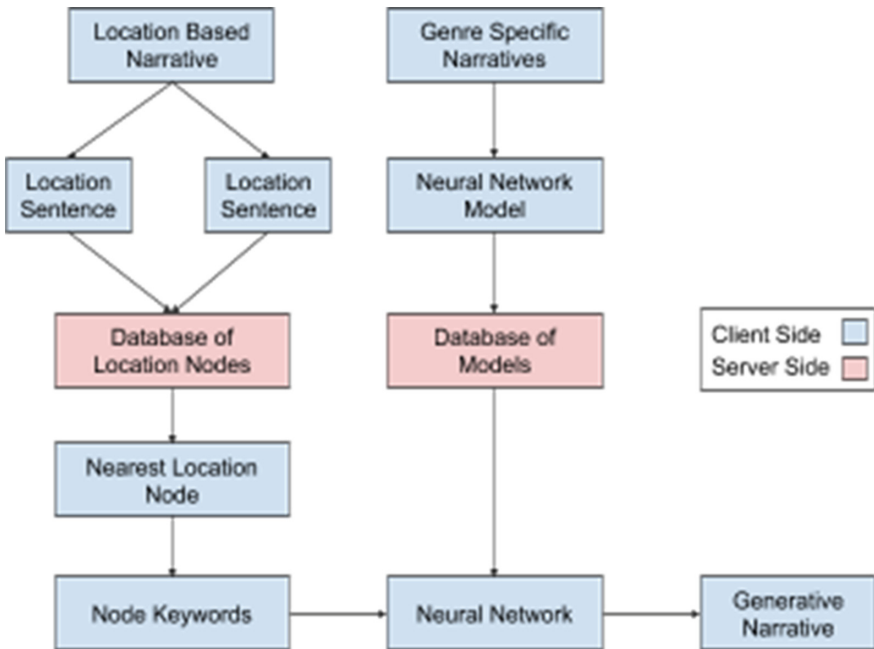 Location Based
Narrative
Genre Specific
Narratives
Location
Sentence
Location
Sentence
Neural Network
Model
Database of
Location Nodes
Database of
Models
Client Side
Server Side
Nearest Location
Node
Node Keywords
Neural Network
Generative
Narrative